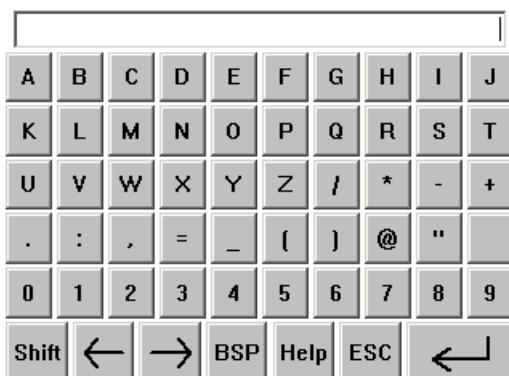 A B C D E F G H I J
K L M N O P Q R S T
U V W X Y Z / * - +
. : , = _ ( ) @ "
0 1 2 3 4 5 6 7 8 9
Shift ← → BSP Help ESC ↵